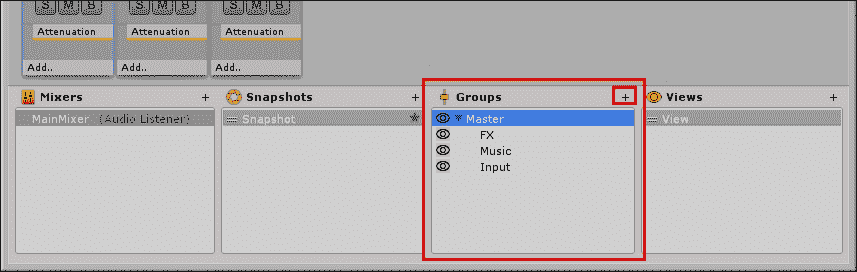 S M B S M B S M B
Attenuation Attenuation Attenuation
Add.. Add.. Add..
Mixers + Snapshots + Groups + Views +
MainMixer (Audio Listener) Snapshot Master View
FX
Music
Input